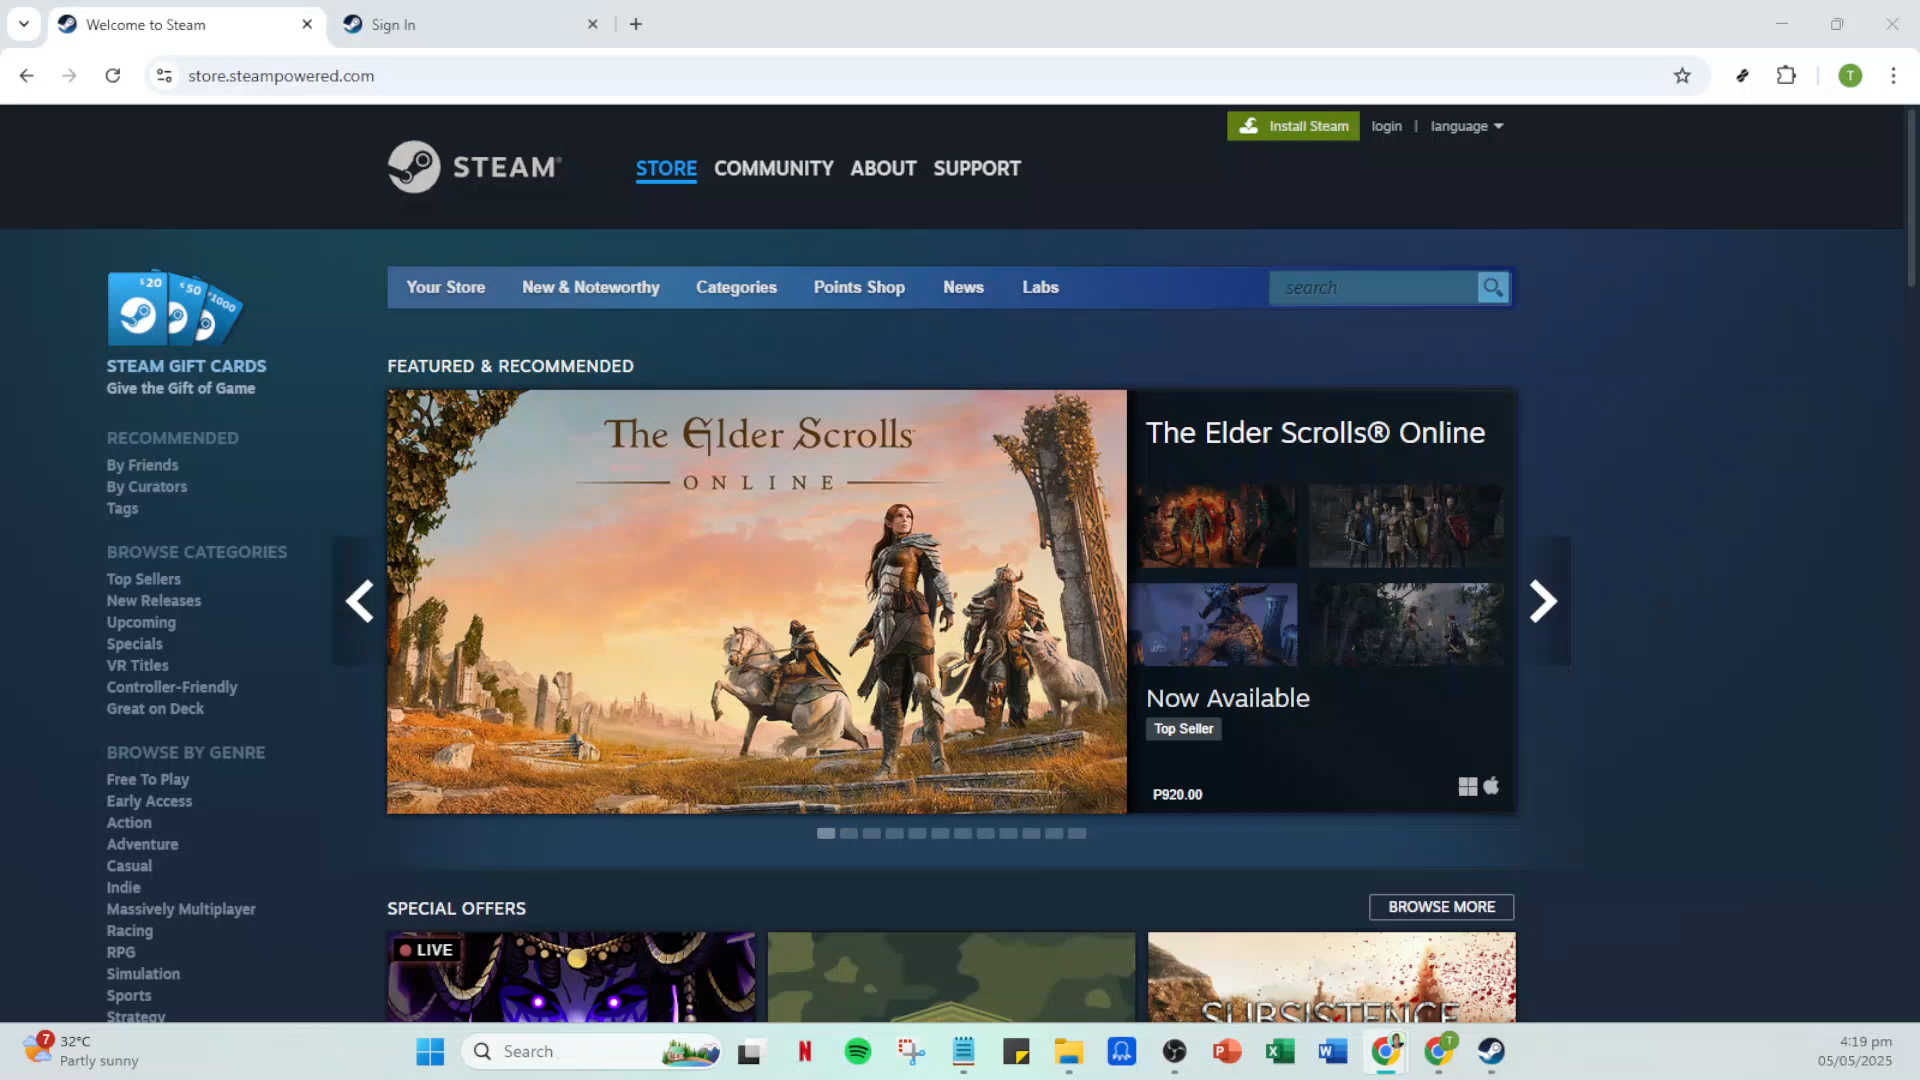 Welcome to Steam
Sign In
store.steampowered.com
T
Install Steam
login | language
STEAM®
STORE COMMUNITY ABOUT SUPPORT
$20 €50 ¥1000
Your Store New & Noteworthy Categories Points Shop News Labs
search
STEAM GIFT CARDS
Give the Gift of Game
RECOMMENDED
By Friends
By Curators
Tags
BROWSE CATEGORIES
Top Sellers
New Releases
Upcoming
Specials
VR Titles
Controller-Friendly
Great on Deck
BROWSE BY GENRE
Free To Play
Early Access
Action
Adventure
Casual
Indie
Massively Multiplayer
Racing
RPG
Simulation
Sports
Strategy
FEATURED & RECOMMENDED
The Elder Scrolls
ONLINE
The Elder Scrolls® Online
Now Available
Top Seller
P920.00
SPECIAL OFFERS
BROWSE MORE
LIVE
SUBSISTENCE
7
32°C
Partly sunny
Search
N
P
X
W
T
4:19 pm
05/05/2025